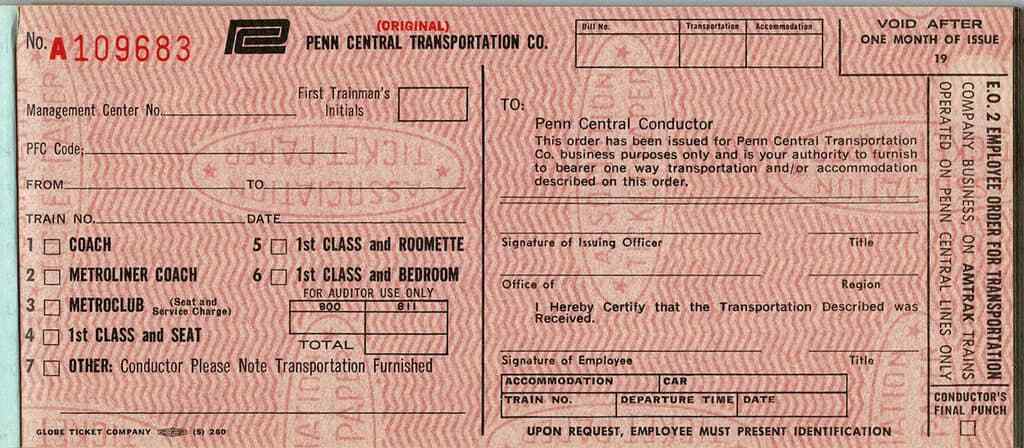 No. A109683
(ORIGINAL)
PENN CENTRAL TRANSPORTATION CO.
Bill No. Transportation Accommodation
VOID AFTER
ONE MONTH OF ISSUE
19
Management Center No.
First Trainman's
Initials
PFC Code:
FROM TO
TRAIN NO. DATE
1 COACH
2 METROLINER COACH
3 METROCLUB (Seat and
Service Charge)
4 1st CLASS and SEAT
5 1st CLASS and ROOMETTE
6 1st CLASS and BEDROOM
FOR AUDITOR USE ONLY
800 811
TOTAL
7 OTHER: Conductor Please Note Transportation Furnished
GLOBE TICKET COMPANY (5) 260
TO:
Penn Central Conductor
This order has been issued for Penn Central Transportation
Co. business purposes only and is your authority to furnish
to bearer one way transportation and/or accommodation
described on this order.
Signature of Issuing Officer Title
Office of Region
I Hereby Certify that the Transportation Described was
Received.
Signature of Employee Title
ACCOMMODATION CAR
TRAIN NO. DEPARTURE TIME DATE
UPON REQUEST, EMPLOYEE MUST PRESENT IDENTIFICATION
E.O. 2 EMPLOYEE ORDER FOR TRANSPORTATION
COMPANY BUSINESS, ON AMTRAK TRAINS
OPERATED ON PENN CENTRAL LINES ONLY
CONDUCTOR'S
FINAL PUNCH